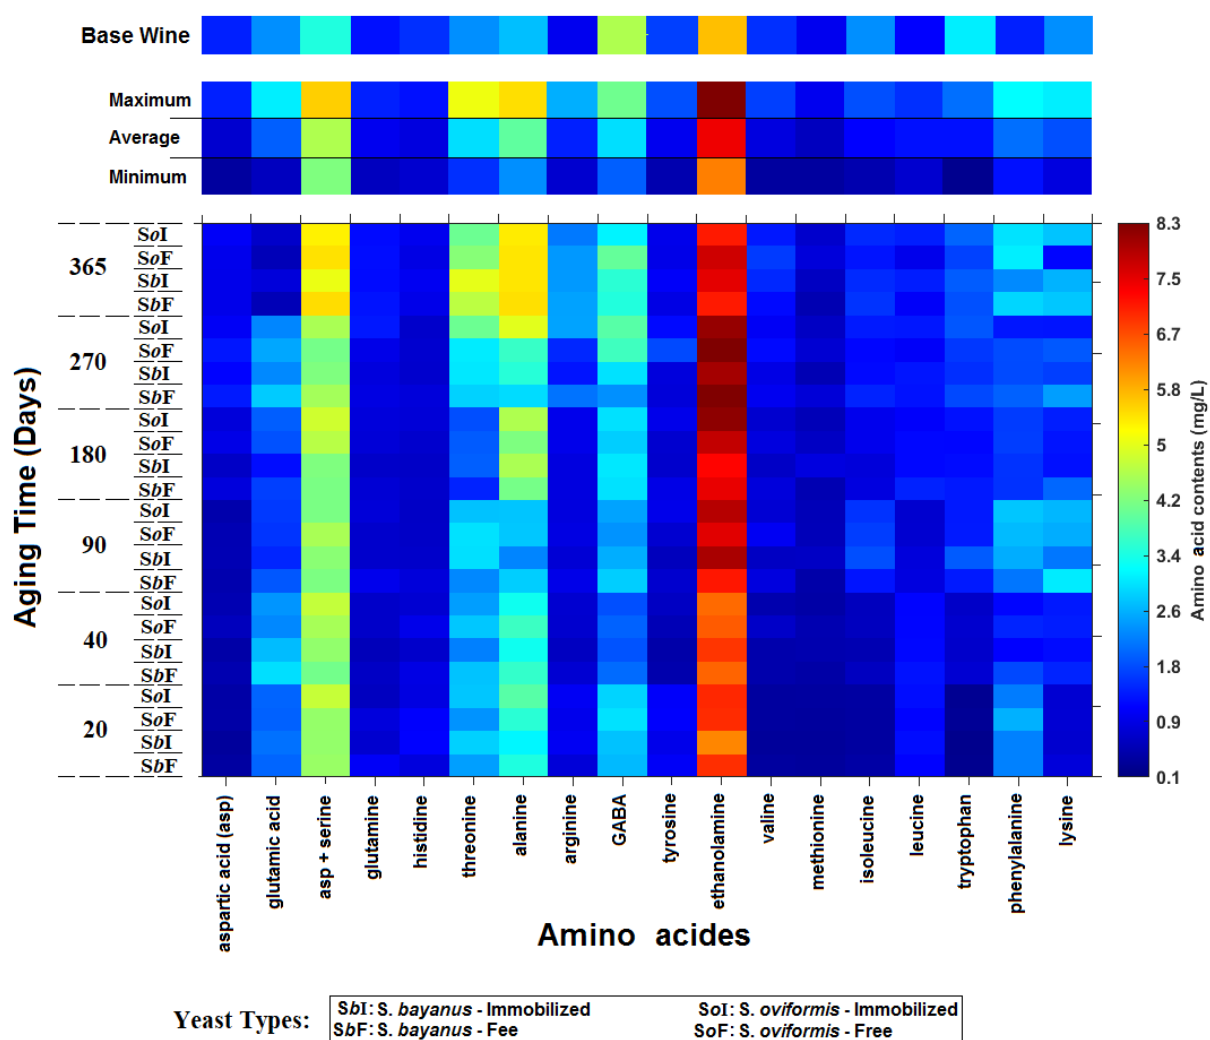 Base Wine
Maximum
Average
Minimum
Aging Time (Days)
365
SoI
SoF
SbI
SbF
270
SoI
SoF
SbI
SbF
180
SoI
SoF
SbI
SbF
90
SoI
SoF
SbI
SbF
40
SoI
SoF
SbI
SbF
20
SoI
SoF
SbI
SbF
8.3
7.5
6.7
5.8
5
4.2
3.4
2.6
1.8
0.9
0.1
Amino acid contents (mg/L)
aspartic acid (asp)
glutamic acid
asp + serine
glutamine
histidine
threonine
alanine
arginine
GABA
tyrosine
ethanolamine
valine
methionine
isoleucine
leucine
tryptophan
phenylalanine
lysine
Amino acides
Yeast Types:
SbI: S. bayanus - Immobilized
SoI: S. oviformis - Immobilized
SbF: S. bayanus - Fee
SoF: S. oviformis - Free